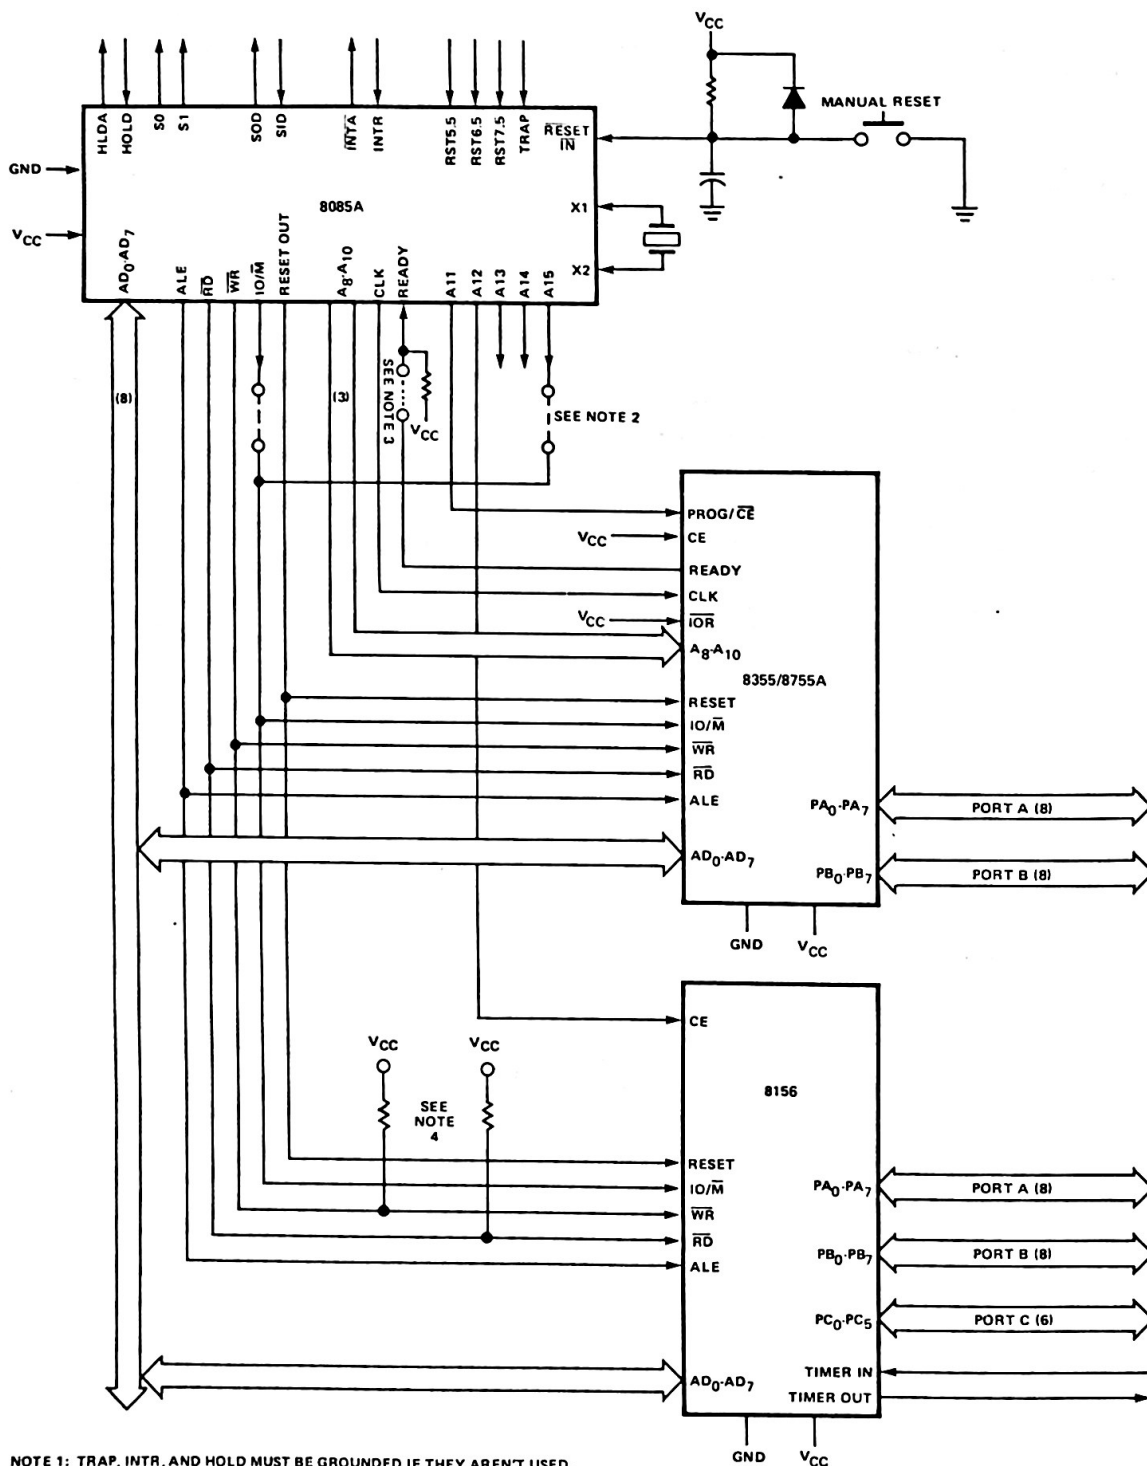 VCC
MANUAL RESET
HLDA
HOLD
S0
S1
SOD
SID
INTA
INTR
RST5.5
RST6.5
RST7.5
TRAP
RESET IN
GND
8085A
X1
VCC
X2
AD0-AD7
ALE
RD
WR
IO/M
RESET OUT
A8-A10
CLK
READY
A11
A12
A13
A14
A15
(8)
(3)
SEE NOTE 3
VCC
SEE NOTE 2
PROG/CE
VCC
CE
READY
CLK
VCC
IOR
A8-A10
8355/8755A
RESET
IO/M
WR
RD
ALE
PA0-PA7
PORT A (8)
AD0-AD7
PB0-PB7
PORT B (8)
GND
VCC
CE
VCC
VCC
8156
SEE
NOTE
4
RESET
IO/M
PA0-PA7
PORT A (8)
WR
RD
PB0-PB7
PORT B (8)
ALE
PC0-PC5
PORT C (6)
TIMER IN
AD0-AD7
TIMER OUT
GND
VCC
NOTE 1: TRAP, INTR, AND HOLD MUST BE GROUNDED IF THEY AREN'T USED